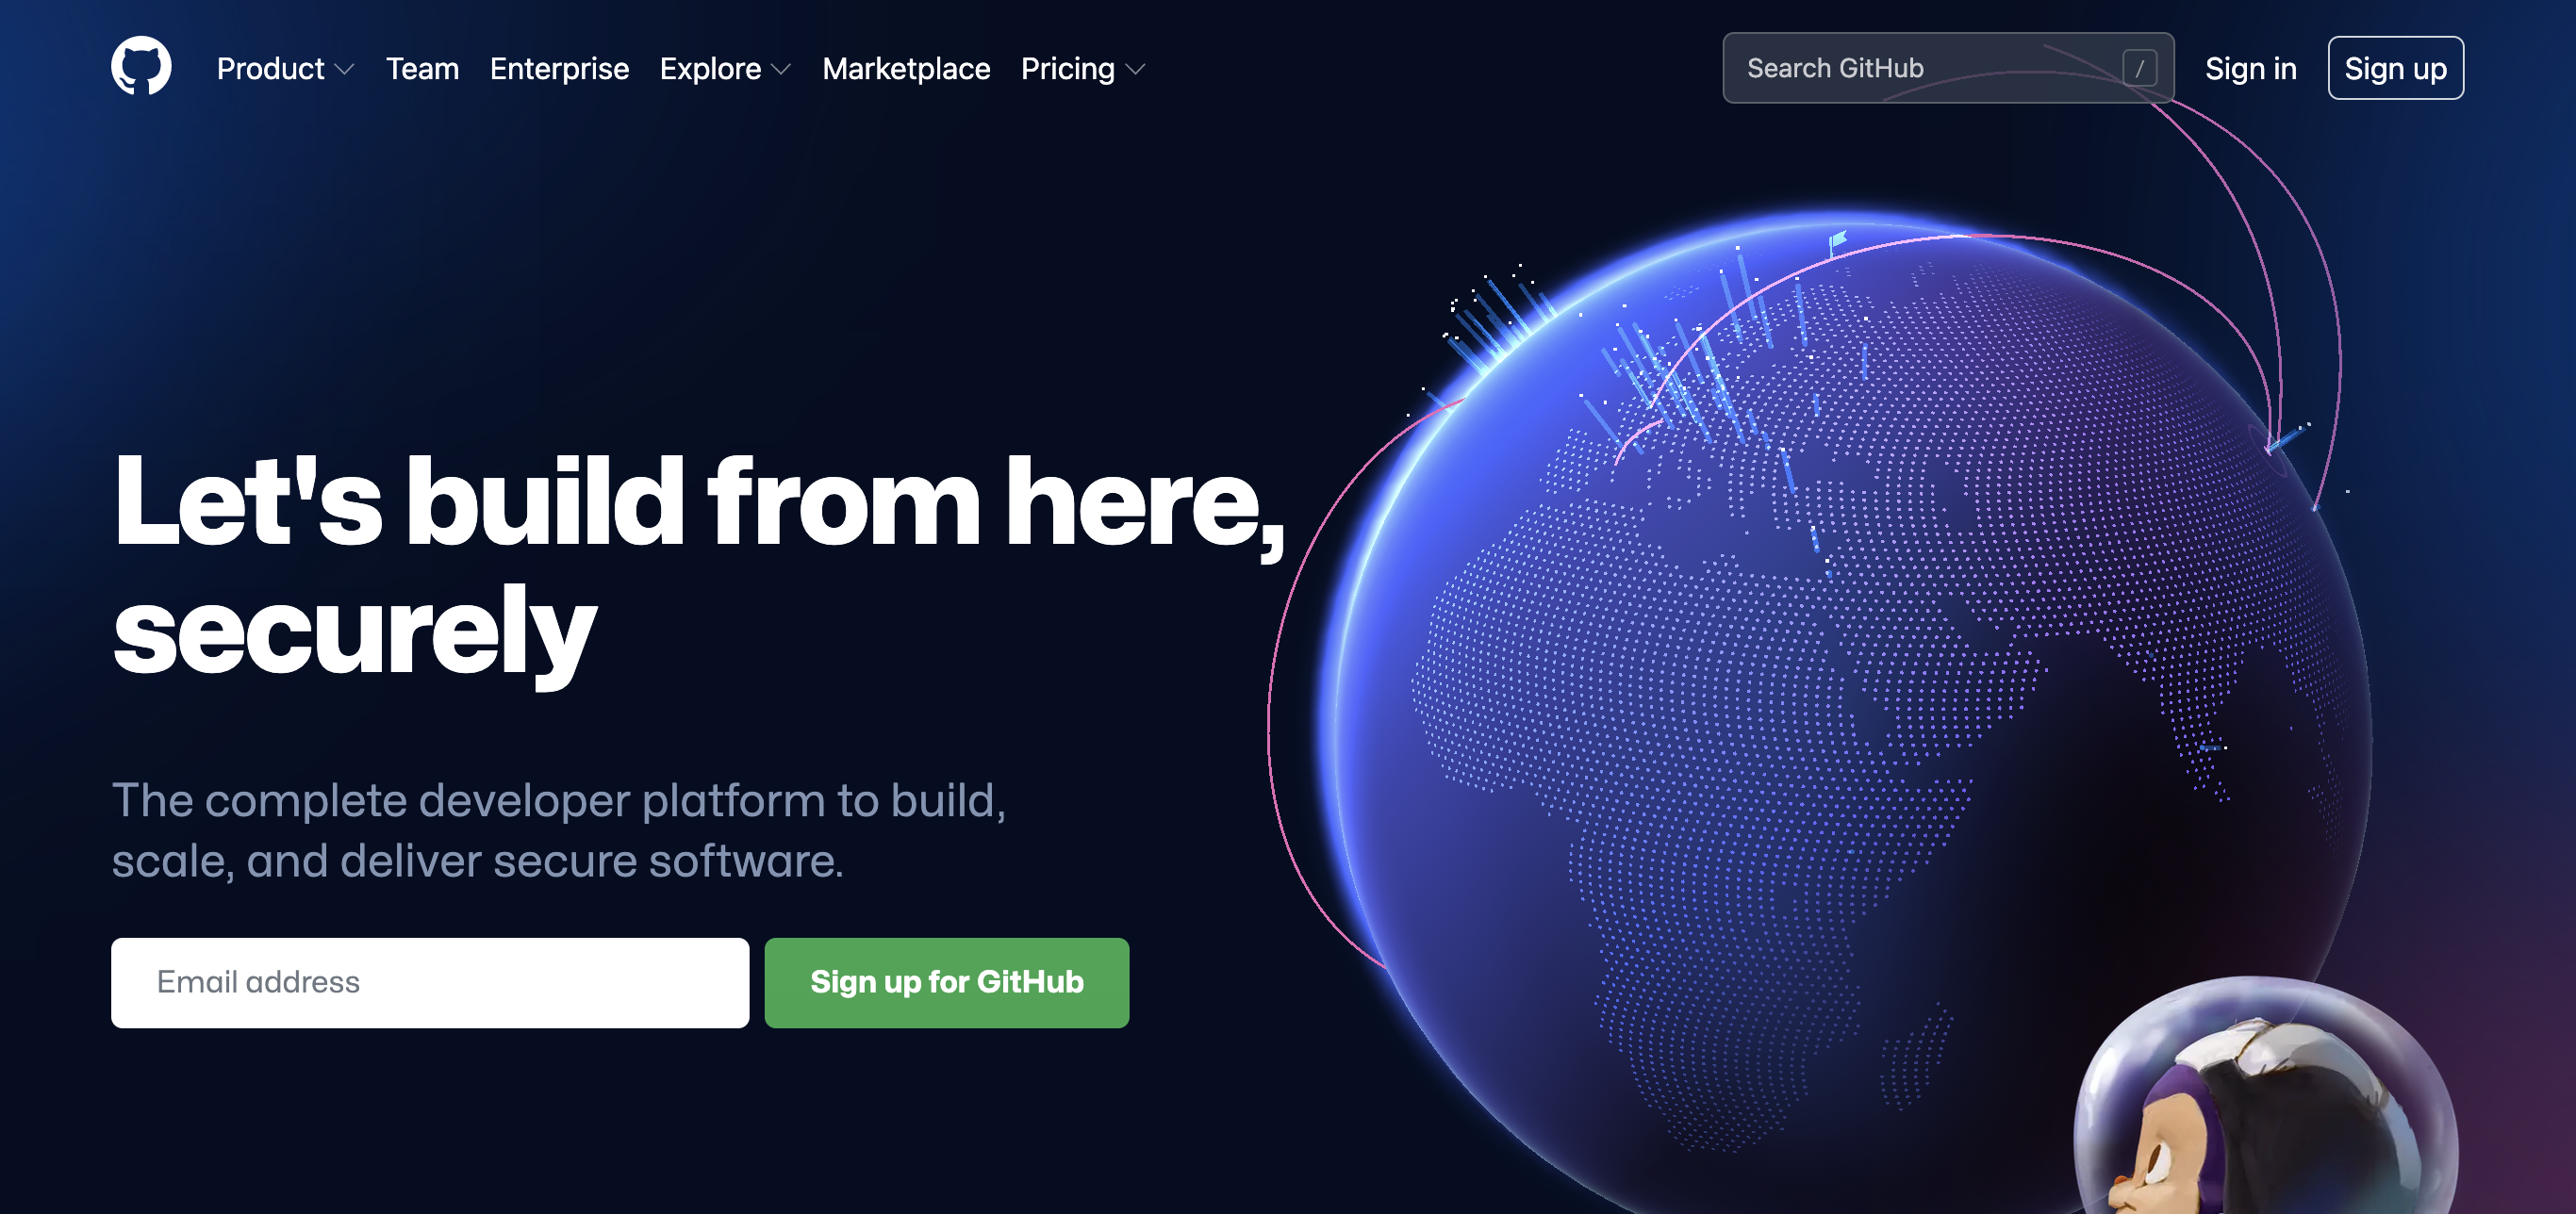 Product
Team
Enterprise
Explore
Marketplace
Pricing
Search GitHub
/
Sign in
Sign up
Let's build from here,
securely
The complete developer platform to build,
scale, and deliver secure software.
Email address
Sign up for GitHub